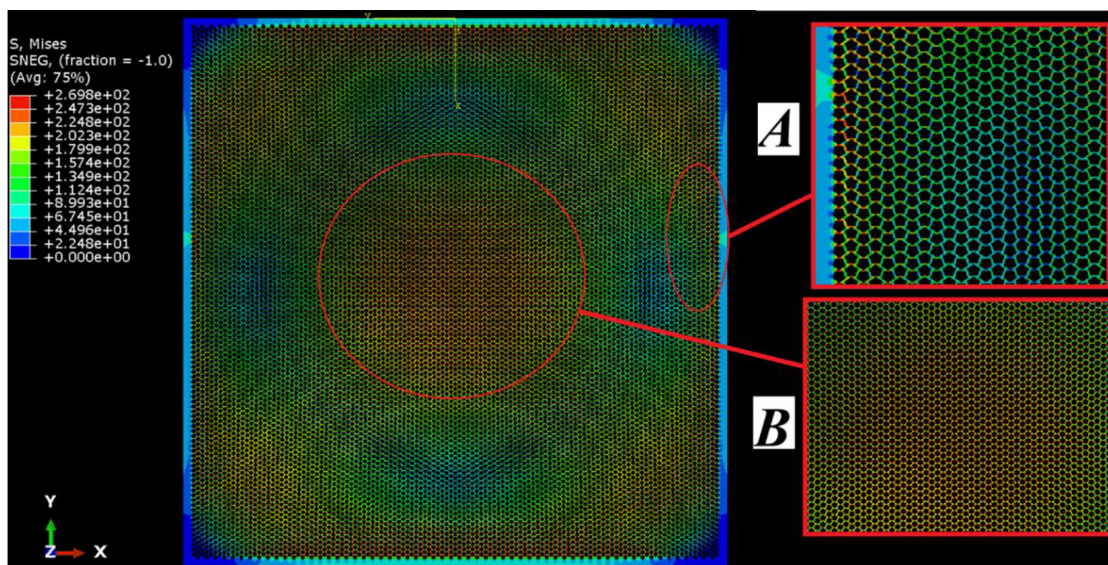 S, Mises
SNEG, (fraction = -1.0)
(Avg: 75%)
+2.698e+02
+2.473e+02
+2.248e+02
+2.023e+02
+1.799e+02
+1.574e+02
+1.349e+02
+1.124e+02
+8.993e+01
+6.745e+01
+4.496e+01
+2.248e+01
+0.000e+00
Y
A
B
Y
Z
X